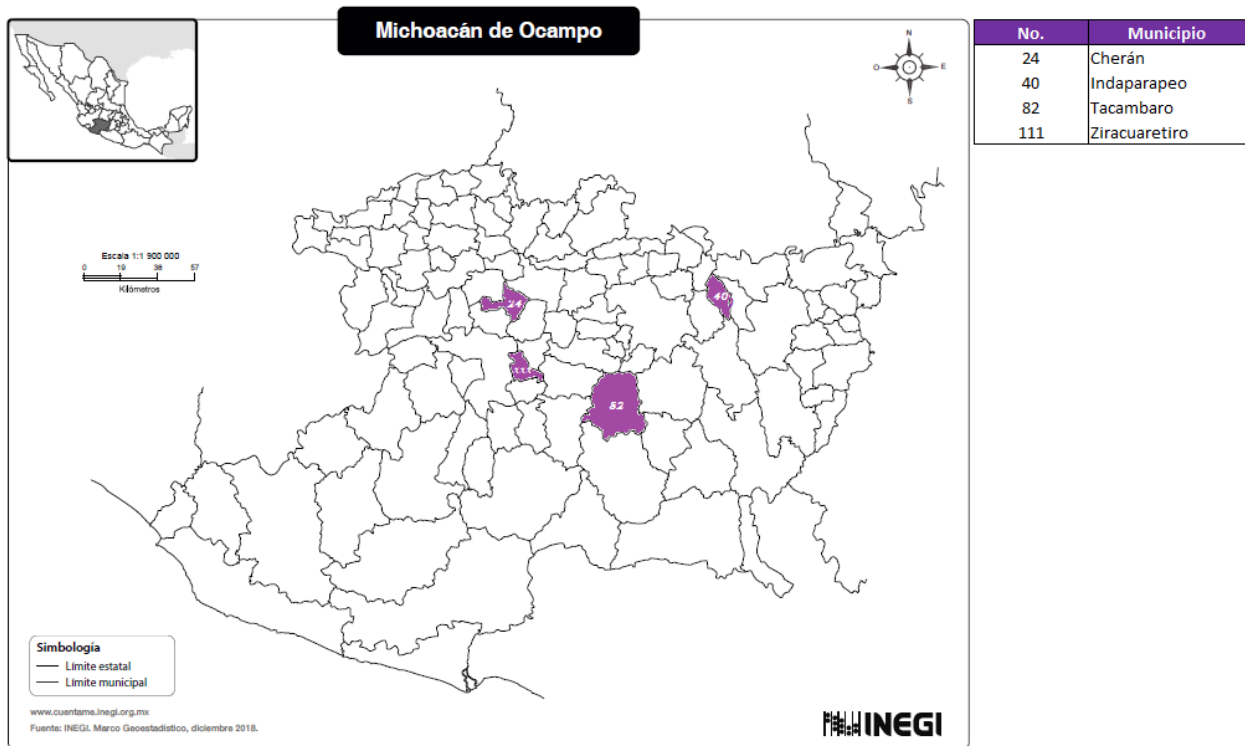 Michoacán de Ocampo
N
O
E
S
Escala 1:1 900 000
0 19 38 57
Kilómetros
24
40
111
82
Simbología
Límite estatal
Límite municipal
www.cuentame.inegi.org.mx
Fuente: INEGI. Marco Geoestadístico, diciembre 2018.
INEGI
No. Municipio
24 Cherán
40 Indaparapeo
82 Tacambaro
111 Ziracuaretiro